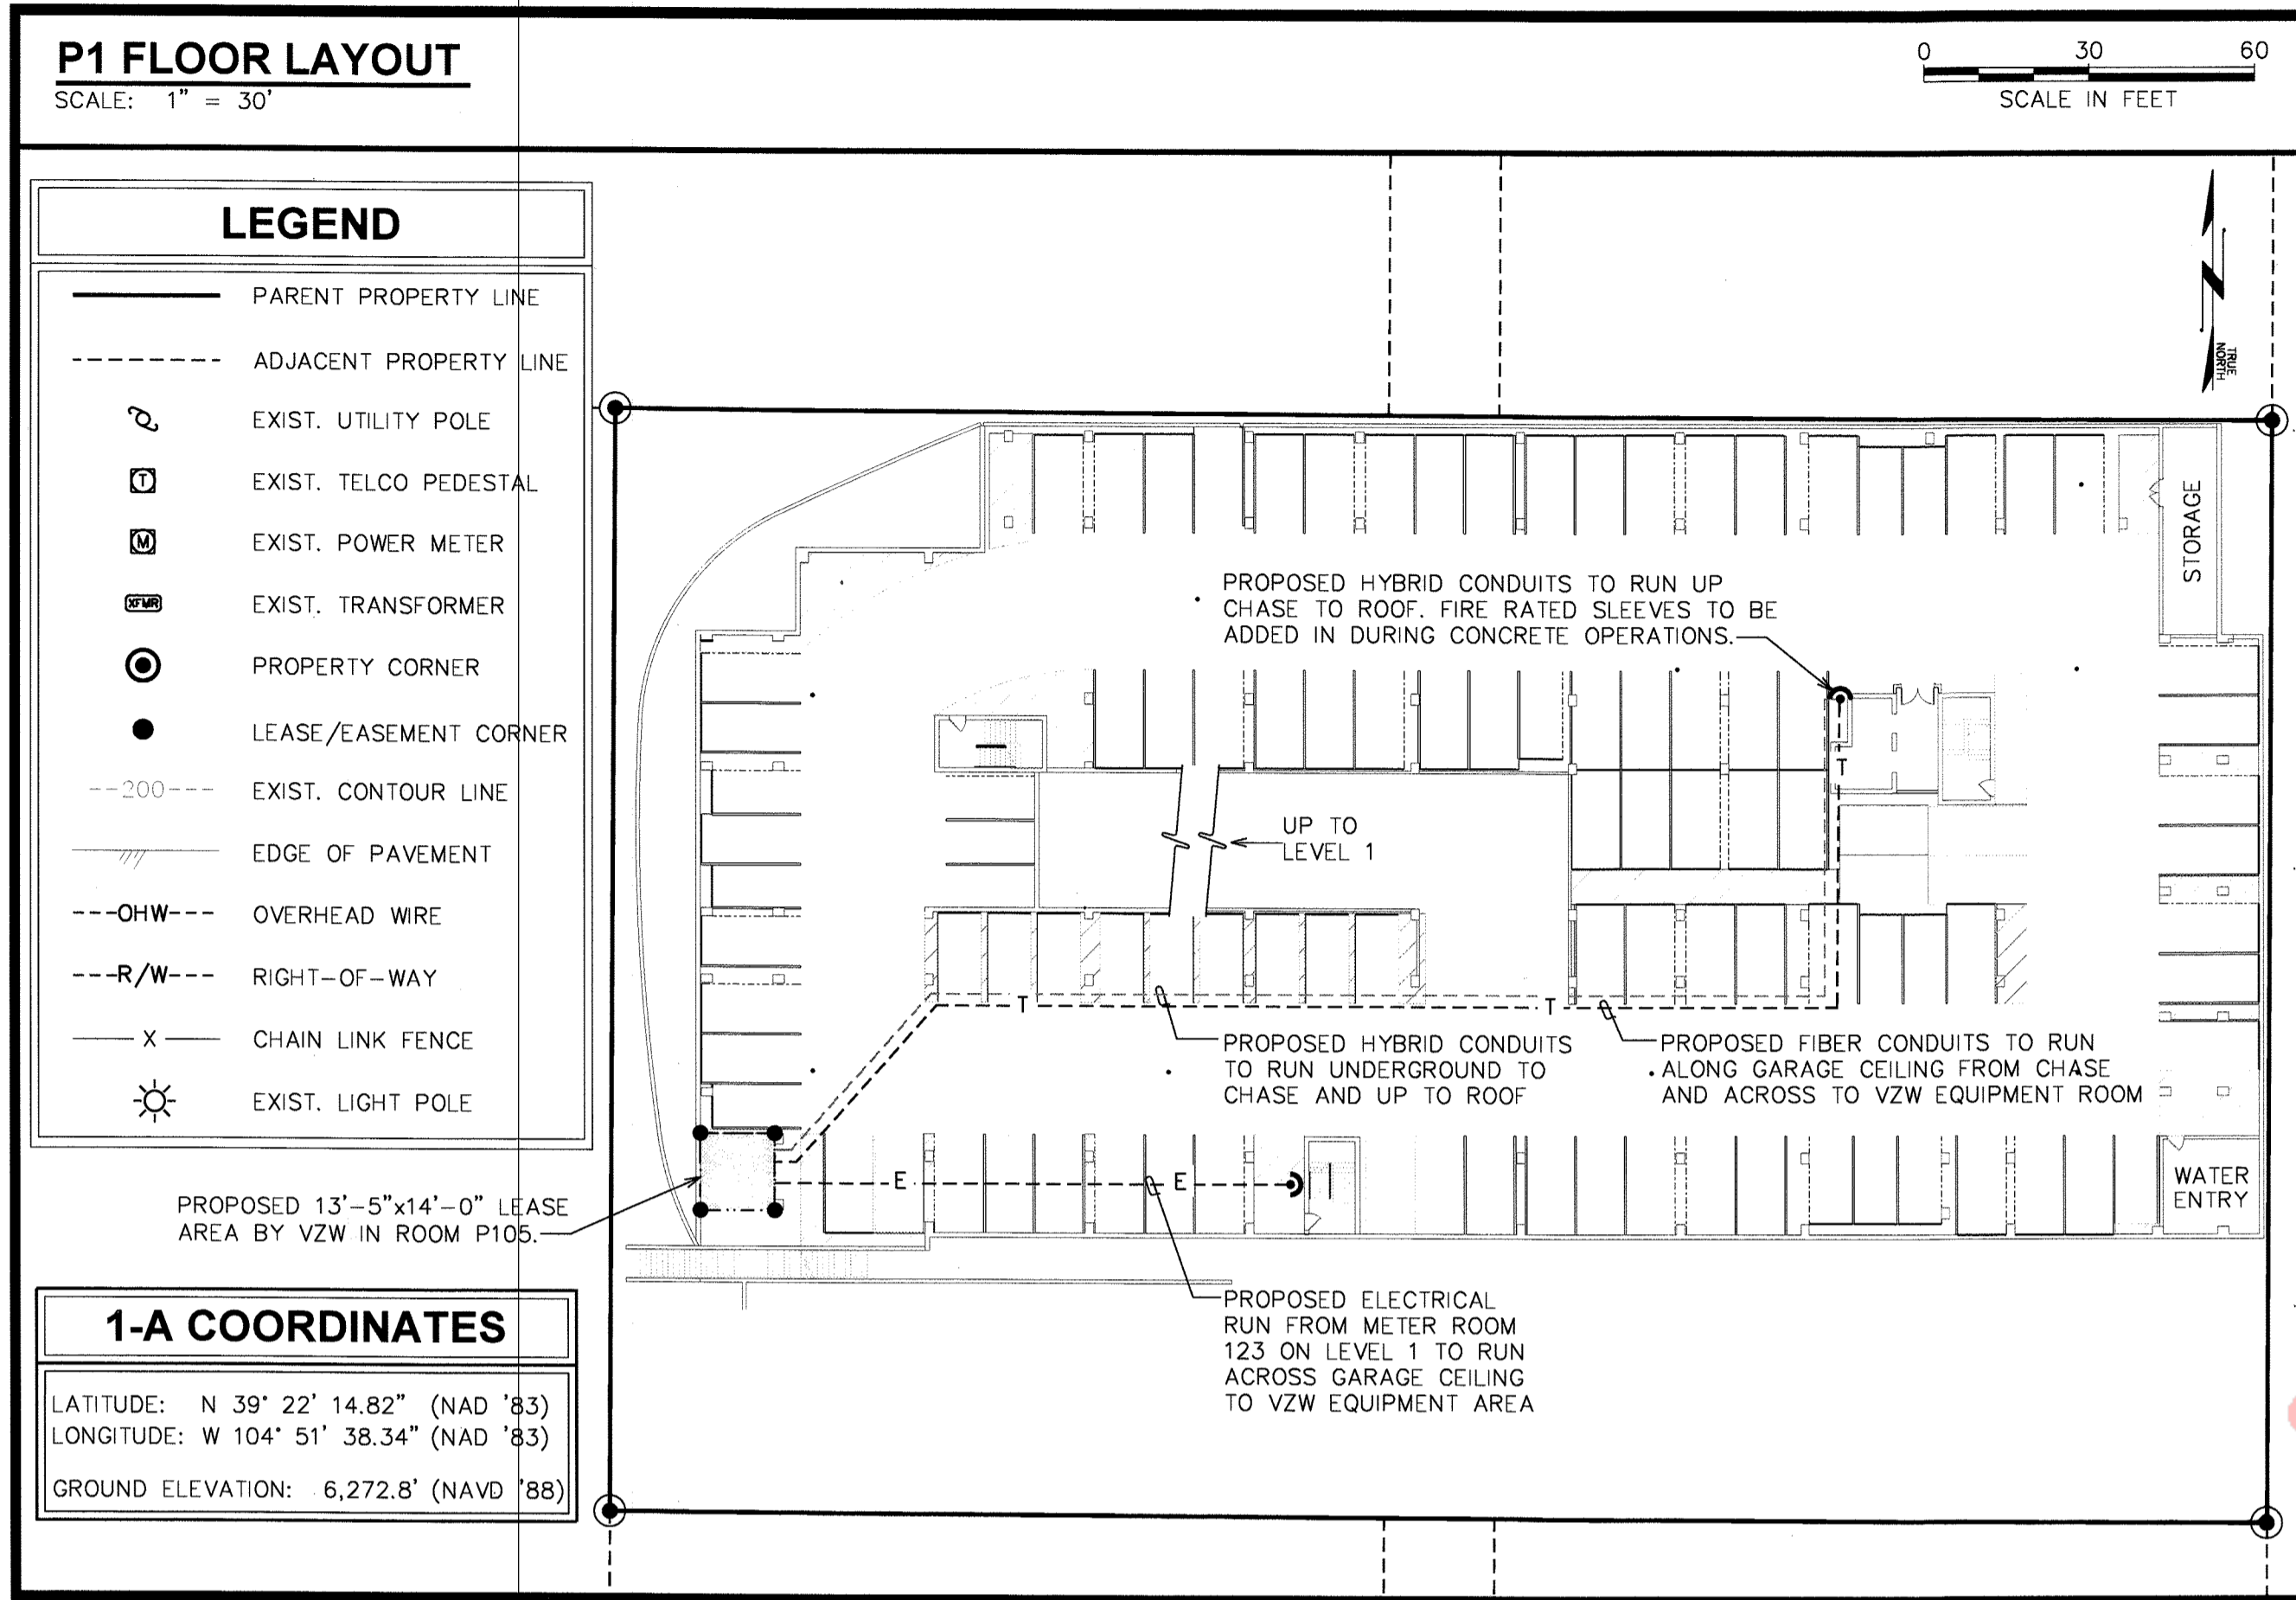 P1 FLOOR LAYOUT
SCALE: 1" = 30'
0 30 60
SCALE IN FEET
LEGEND
PARENT PROPERTY LINE
ADJACENT PROPERTY LINE
EXIST. UTILITY POLE
T EXIST. TELCO PEDESTAL
M EXIST. POWER METER
XFMR EXIST. TRANSFORMER
PROPERTY CORNER
LEASE/EASEMENT CORNER
--200--- EXIST. CONTOUR LINE
EDGE OF PAVEMENT
---OHW--- OVERHEAD WIRE
---R/W--- RIGHT-OF-WAY
X CHAIN LINK FENCE
EXIST. LIGHT POLE
N
TRUE
NORTH
STORAGE
PROPOSED HYBRID CONDUITS TO RUN UP
CHASE TO ROOF. FIRE RATED SLEEVES TO BE
ADDED IN DURING CONCRETE OPERATIONS.
T
UP TO
LEVEL 1
T
T
PROPOSED HYBRID CONDUITS
TO RUN UNDERGROUND TO
CHASE AND UP TO ROOF
PROPOSED FIBER CONDUITS TO RUN
ALONG GARAGE CEILING FROM CHASE
AND ACROSS TO VZW EQUIPMENT ROOM
E
E
WATER
ENTRY
PROPOSED 13'-5"x14'-0" LEASE
AREA BY VZW IN ROOM P105.
PROPOSED ELECTRICAL
RUN FROM METER ROOM
123 ON LEVEL 1 TO RUN
ACROSS GARAGE CEILING
TO VZW EQUIPMENT AREA
1-A COORDINATES
LATITUDE: N 39° 22' 14.82" (NAD '83)
LONGITUDE: W 104° 51' 38.34" (NAD '83)
GROUND ELEVATION: 6,272.8' (NAVD '88)